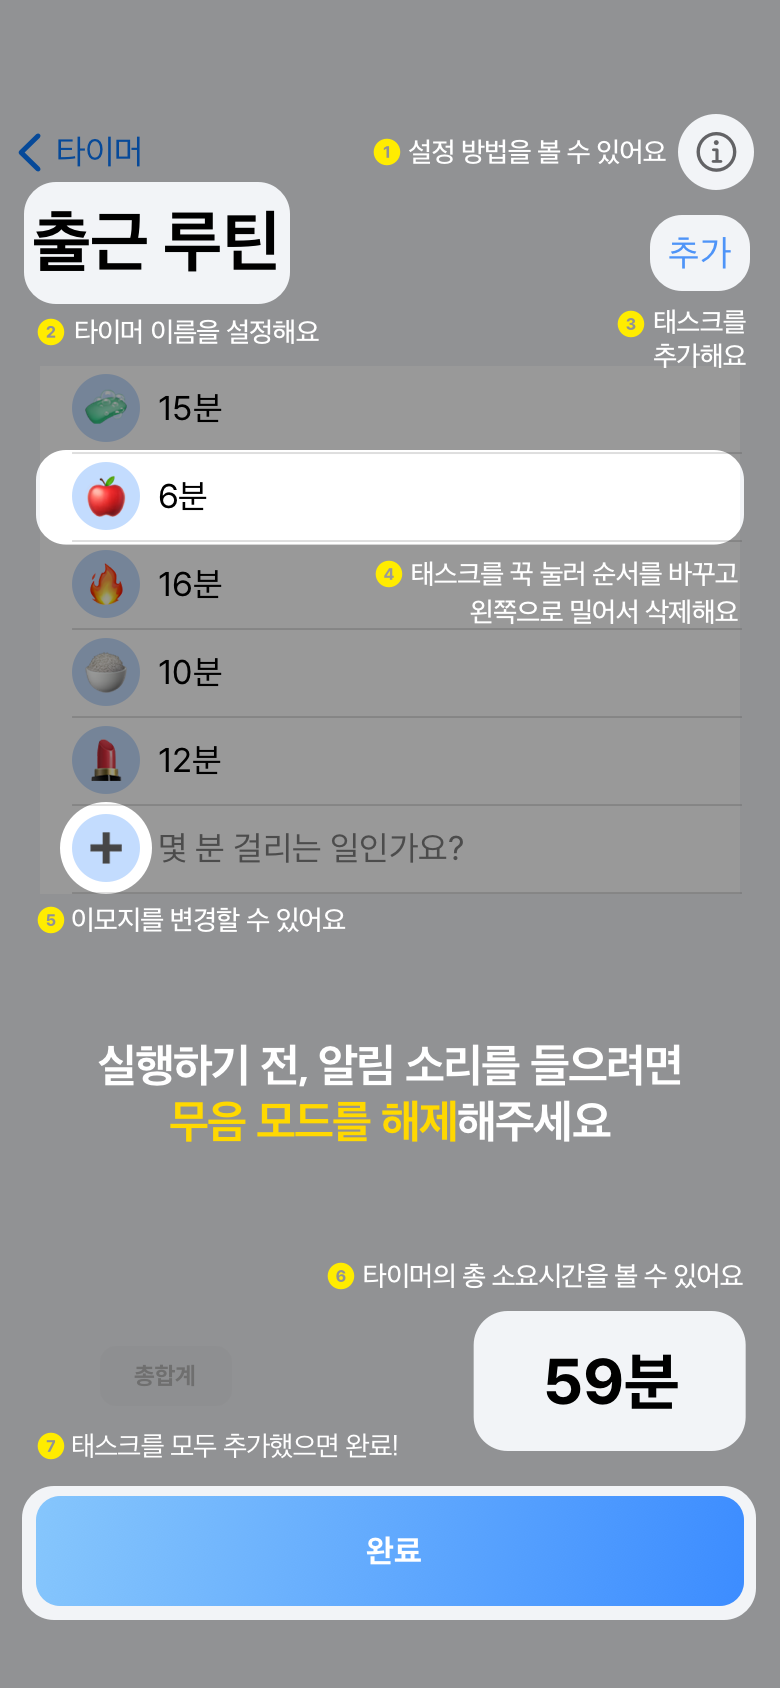 타이머
1 설정 방법을 볼 수 있어요
출근 루틴
추가
2 타이머 이름을 설정해요
3 태스크를
추가해요
15분
6분
16분
4 태스크를 꾹 눌러 순서를 바꾸고
왼쪽으로 밀어서 삭제해요
10분
12분
몇 분 걸리는 일인가요?
5 이모지를 변경할 수 있어요
실행하기 전, 알림 소리를 들으려면
무음 모드를 해제해주세요
6 타이머의 총 소요시간을 볼 수 있어요
총합계
59분
7 태스크를 모두 추가했으면 완료!
완료